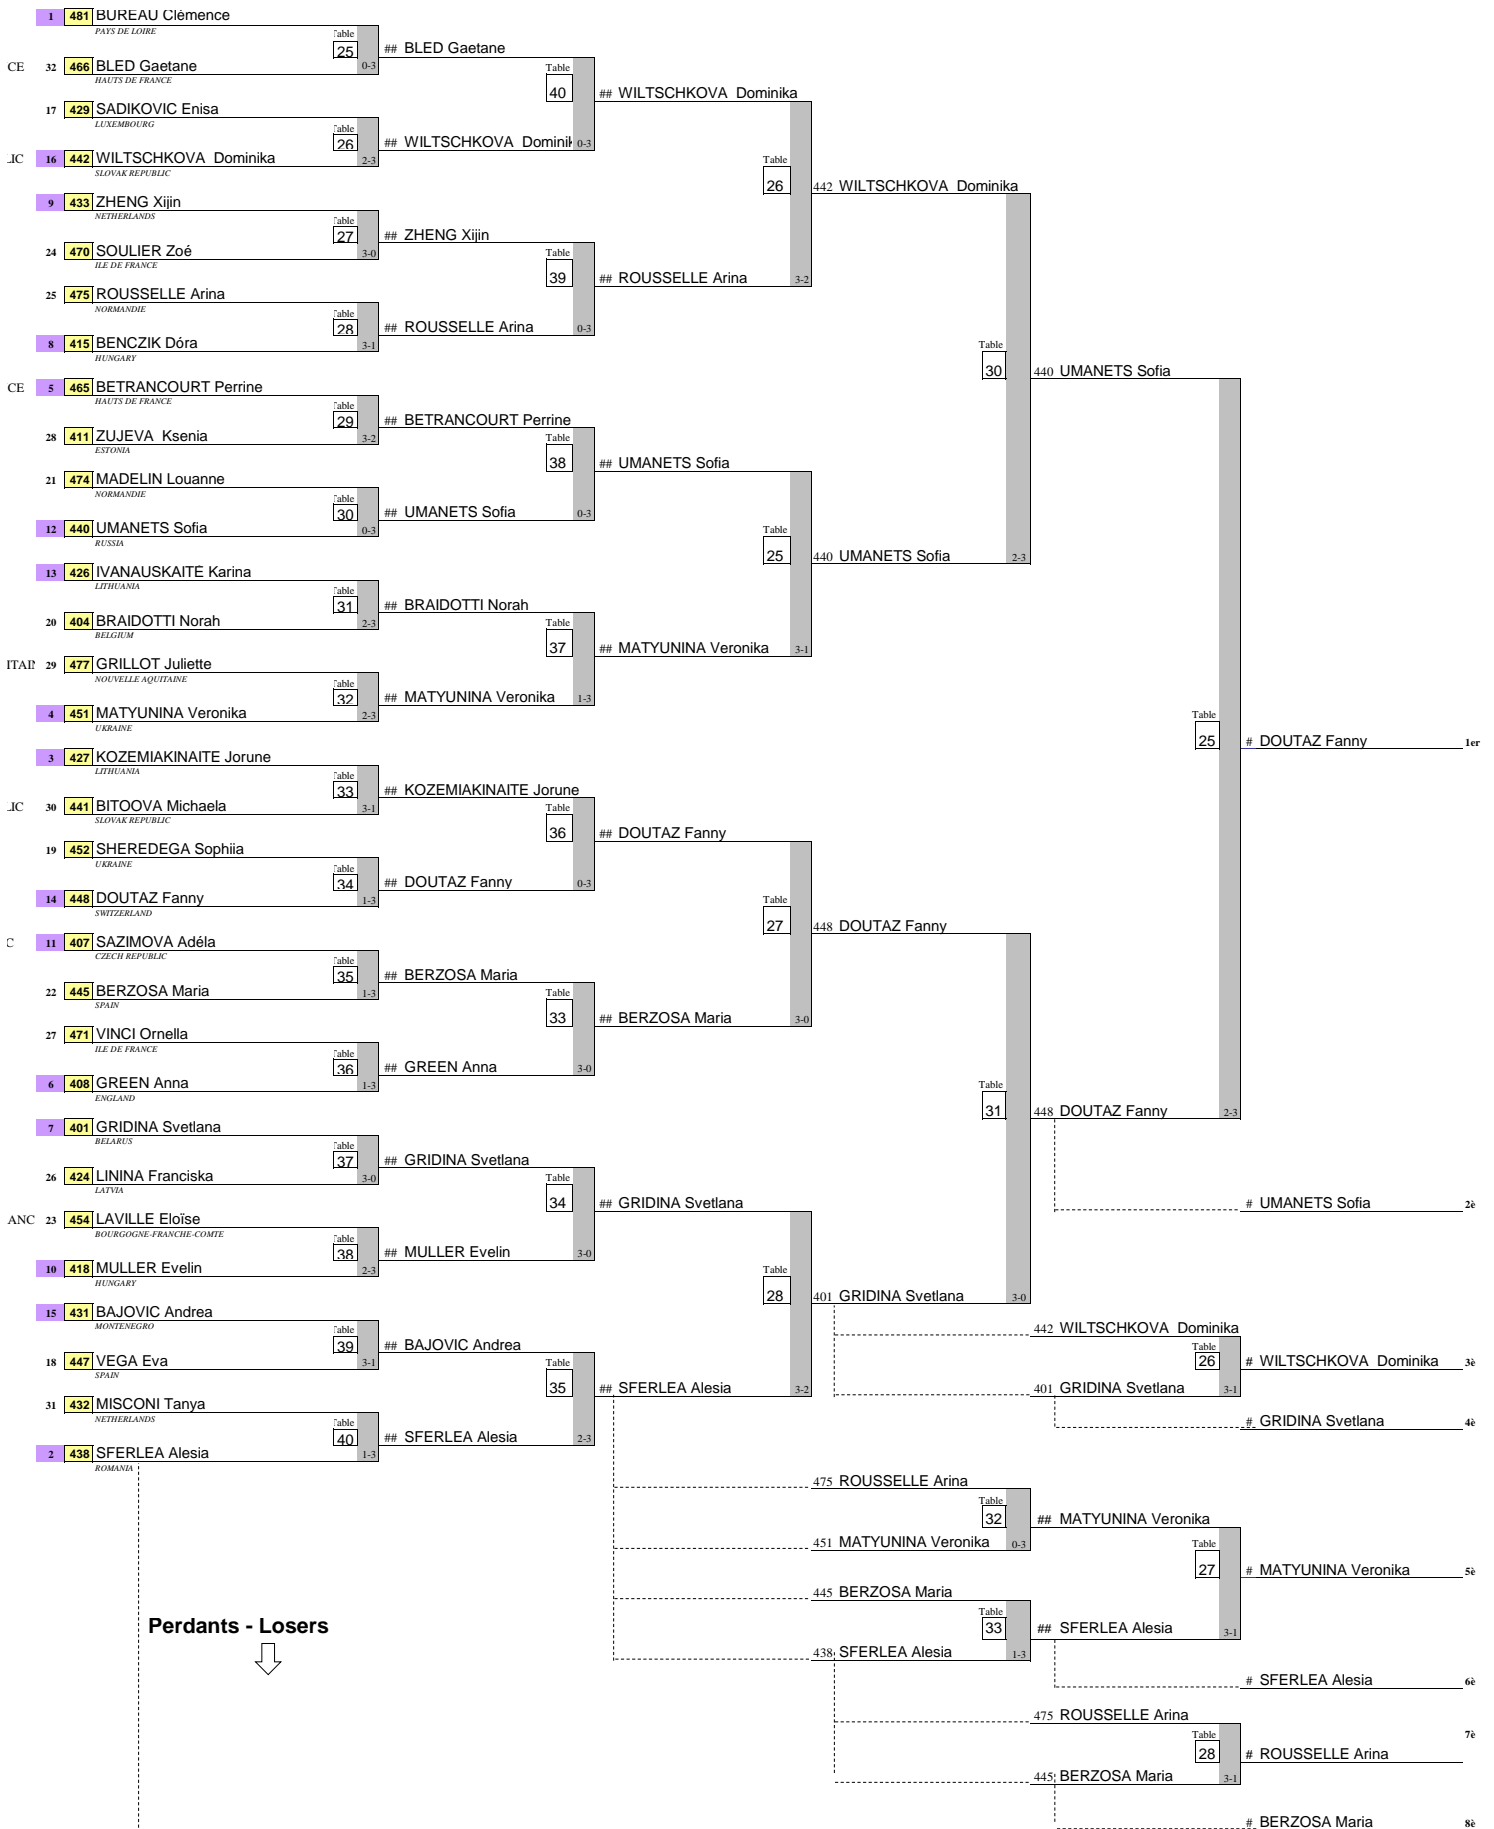 1 481 BUREAU Clémence
PAYS DE LOIRE
Table
25 ## BLED Gaetane
CE 32 466 BLED Gaetane 0-3
HAUTS DE FRANCE
Table
40 ## WILTSCHKOVA Dominika
17 429 SADIKOVIC Enisa
LUXEMBOURG
Table
26 ## WILTSCHKOVA Dominik 0-3
LIC 16 442 WILTSCHKOVA Dominika 2-3
SLOVAK REPUBLIC
Table
26 442 WILTSCHKOVA Dominika
9 433 ZHENG Xijin
NETHERLANDS
Table
27 ## ZHENG Xijin
24 470 SOULIER Zoé 3-0
ILE DE FRANCE
Table
39 ## ROUSSELLE Arina 3-2
25 475 ROUSSELLE Arina
NORMANDIE
Table
28 ## ROUSSELLE Arina 0-3
8 415 BENCZIK Dóra 3-1
HUNGARY
Table
30 440 UMANETS Sofia
CE 5 465 BETRANCOURT Perrine
HAUTS DE FRANCE
Table
29 ## BETRANCOURT Perrine
28 411 ZUJEVA Ksenia 3-2
ESTONIA
Table
38 ## UMANETS Sofia
21 474 MADELIN Louanne
NORMANDIE
Table
30 ## UMANETS Sofia 0-3
12 440 UMANETS Sofia 0-3
RUSSIA
Table
25 440 UMANETS Sofia 2-3
13 426 IVANAUSKAITE Karina
LITHUANIA
Table
31 ## BRAIDOTTI Norah
20 404 BRAIDOTTI Norah 2-3
BELGIUM
Table
37 ## MATYUNINA Veronika 3-1
ITAIN 29 477 GRILLOT Juliette
NOUVELLE AQUITAINE
Table
32 ## MATYUNINA Veronika 1-3
4 451 MATYUNINA Veronika 2-3
UKRAINE
Table
25 # DOUTAZ Fanny 1er
3 427 KOZEMIAKINAITE Jorune
LITHUANIA
Table
33 ## KOZEMIAKINAITE Jorune
LIC 30 441 BITOOVA Michaela 3-1
SLOVAK REPUBLIC
Table
36 ## DOUTAZ Fanny
19 452 SHEREDEGA Sophiia
UKRAINE
Table
34 ## DOUTAZ Fanny 0-3
14 448 DOUTAZ Fanny 1-3
SWITZERLAND
Table
27 448 DOUTAZ Fanny
C 11 407 SAZIMOVA Adéla
CZECH REPUBLIC
Table
35 ## BERZOSA Maria
22 445 BERZOSA Maria 1-3
SPAIN
Table
33 ## BERZOSA Maria 3-0
27 471 VINCI Ornella
ILE DE FRANCE
Table
36 ## GREEN Anna 3-0
6 408 GREEN Anna 1-3
ENGLAND
Table
31 448 DOUTAZ Fanny 2-3
7 401 GRIDINA Svetlana
BELARUS
Table
37 ## GRIDINA Svetlana
26 424 LININA Franciska 3-0
LATVIA
Table
34 ## GRIDINA Svetlana
# UMANETS Sofia 2è
ANC 23 454 LAVILLE Eloïse
BOURGOGNE-FRANCHE-COMTE
Table
38 ## MULLER Evelin 3-0
10 418 MULLER Evelin 2-3
HUNGARY
Table
28 401 GRIDINA Svetlana 3-0
15 431 BAJOVIC Andrea
MONTENEGRO
442 WILTSCHKOVA Dominika
Table
39 ## BAJOVIC Andrea
Table
26 # WILTSCHKOVA Dominika 3è
18 447 VEGA Eva 3-1
SPAIN
Table
35 ## SFERLEA Alesia 3-2
401 GRIDINA Svetlana 3-1
31 432 MISCONI Tanya
NETHERLANDS
# GRIDINA Svetlana 4è
Table
40 ## SFERLEA Alesia 2-3
2 438 SFERLEA Alesia 1-3
ROMANIA
475 ROUSSELLE Arina
Table
32 ## MATYUNINA Veronika
451 MATYUNINA Veronika 0-3
Table
27 # MATYUNINA Veronika 5è
445 BERZOSA Maria
Perdants - Losers
Table
33 ## SFERLEA Alesia 3-1
438 SFERLEA Alesia 1-3
# SFERLEA Alesia 6è
475 ROUSSELLE Arina
7è
Table
28 # ROUSSELLE Arina
445 BERZOSA Maria 3-1
# BERZOSA Maria 8è